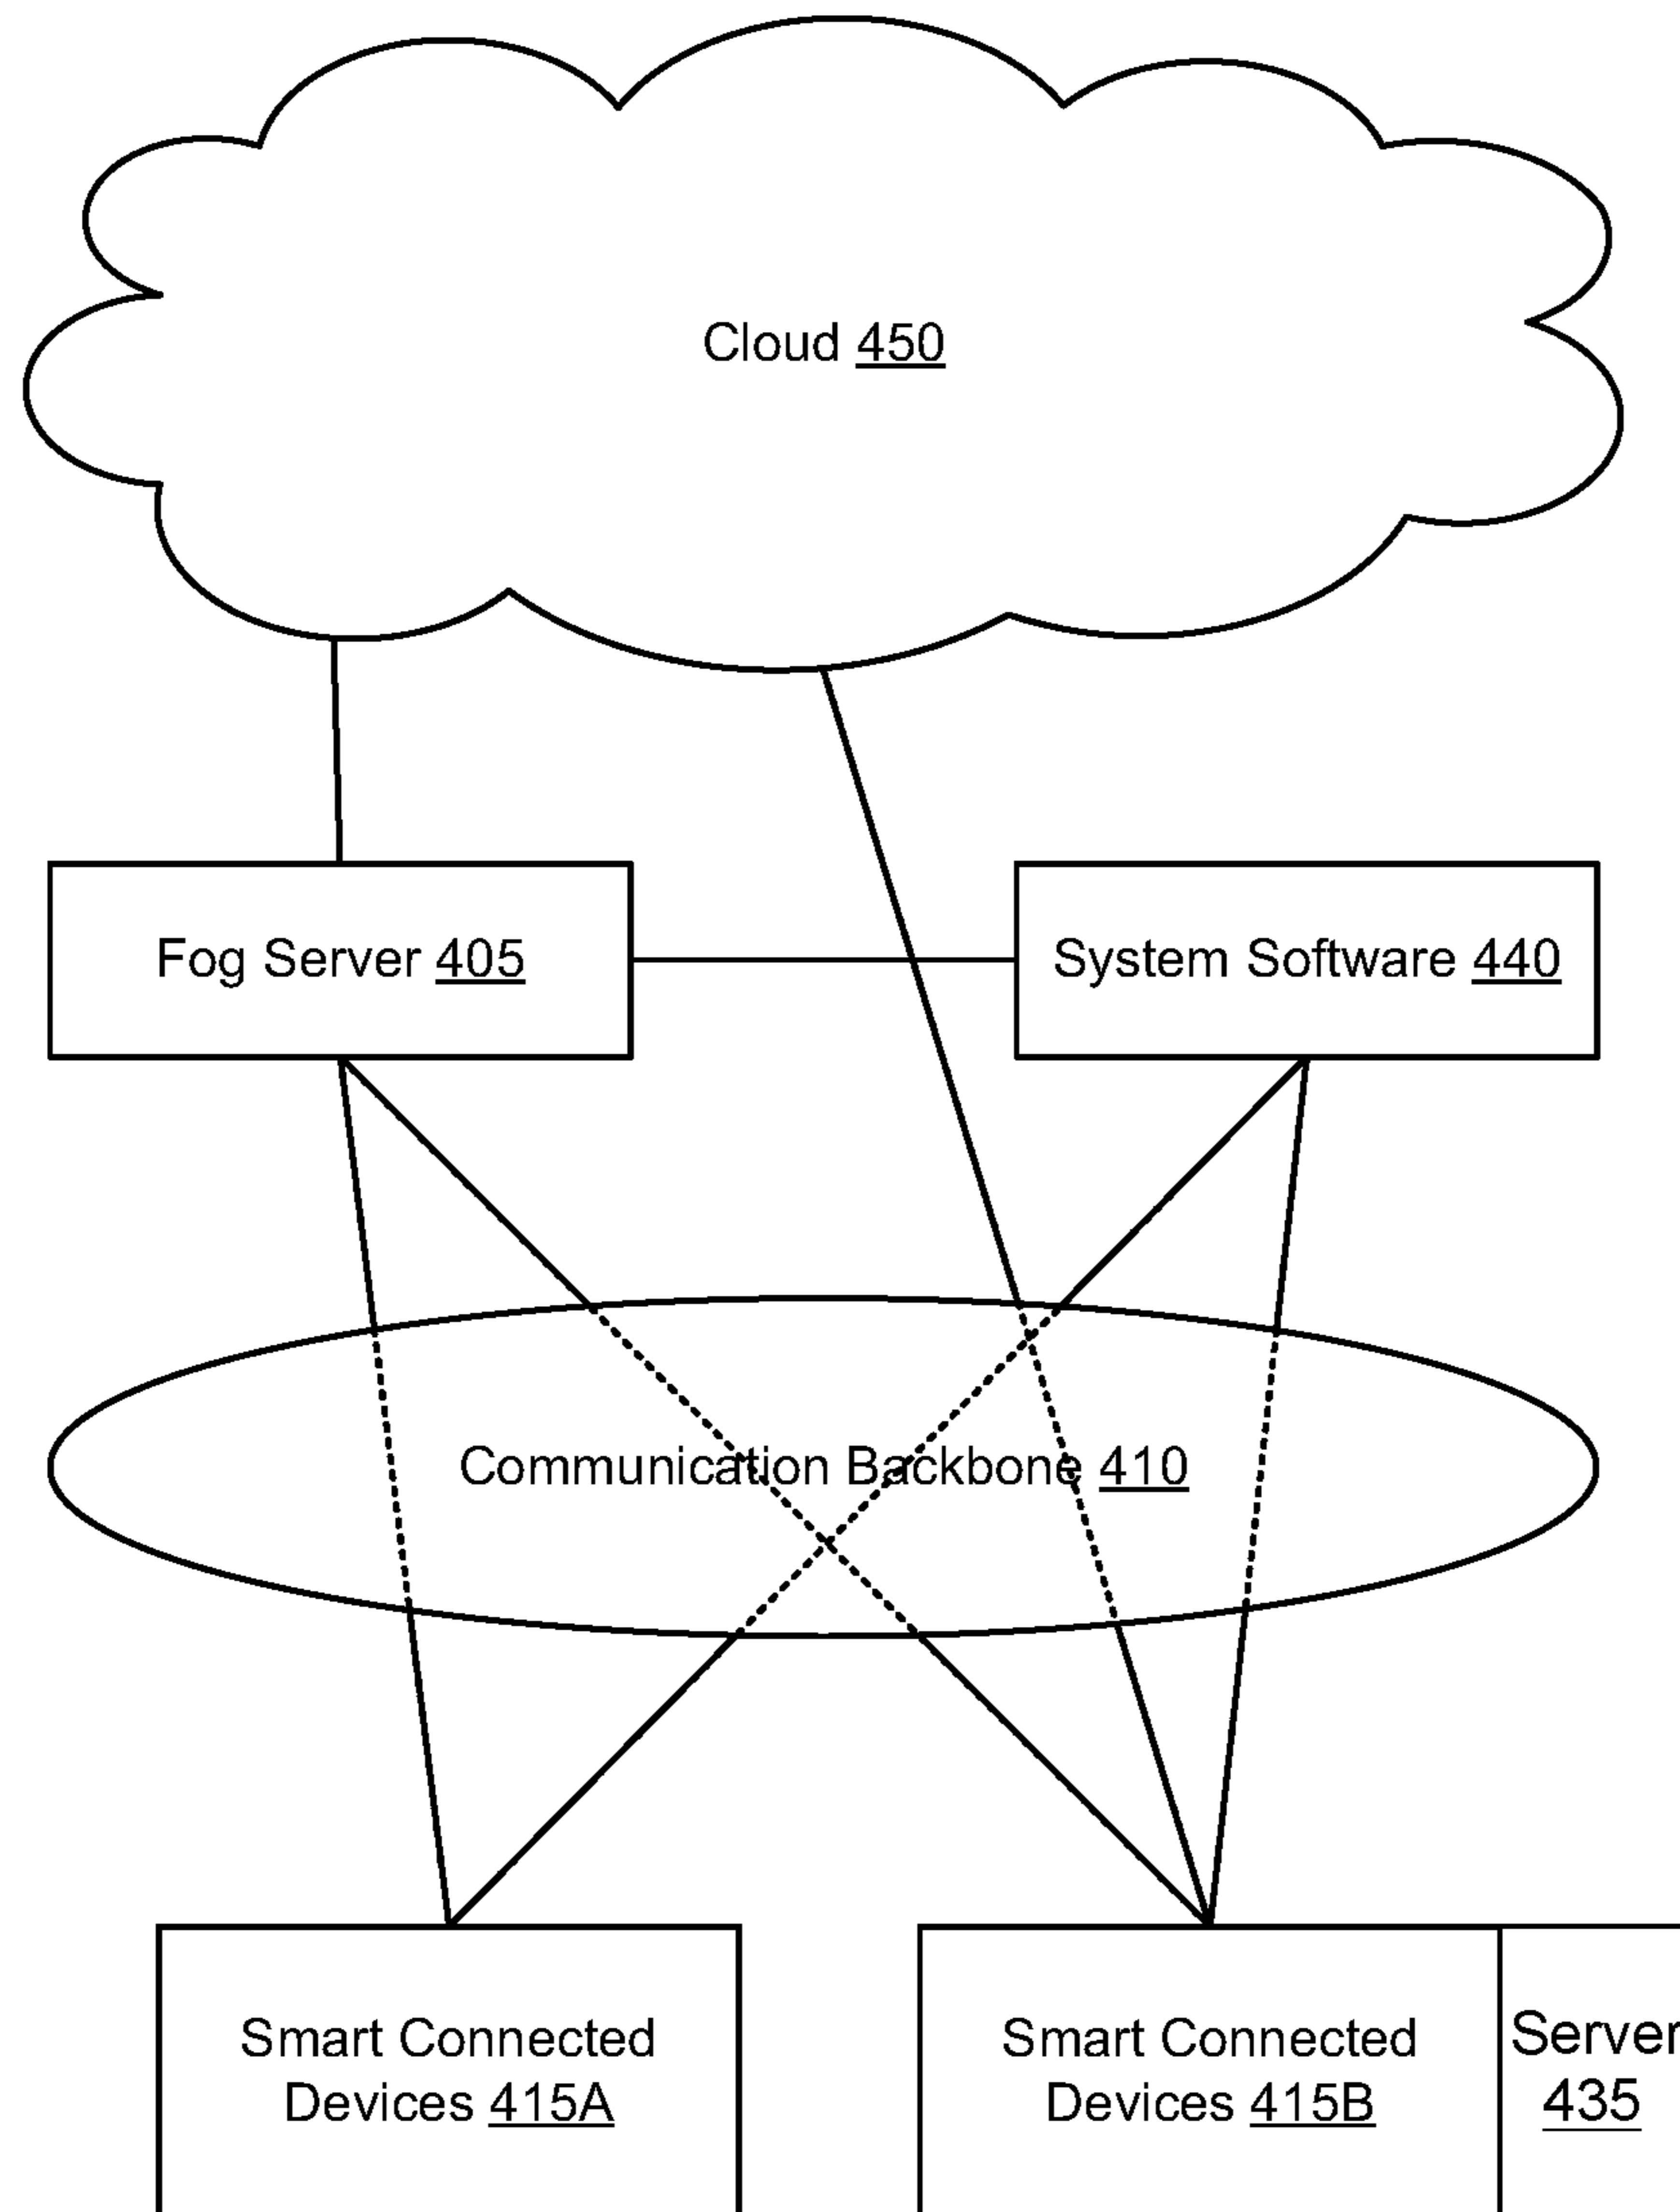 Cloud 450
Fog Server 405
System Software 440
Communication Backbone 410
Smart Connected
Devices 415A
Smart Connected
Devices 415B
Server
435